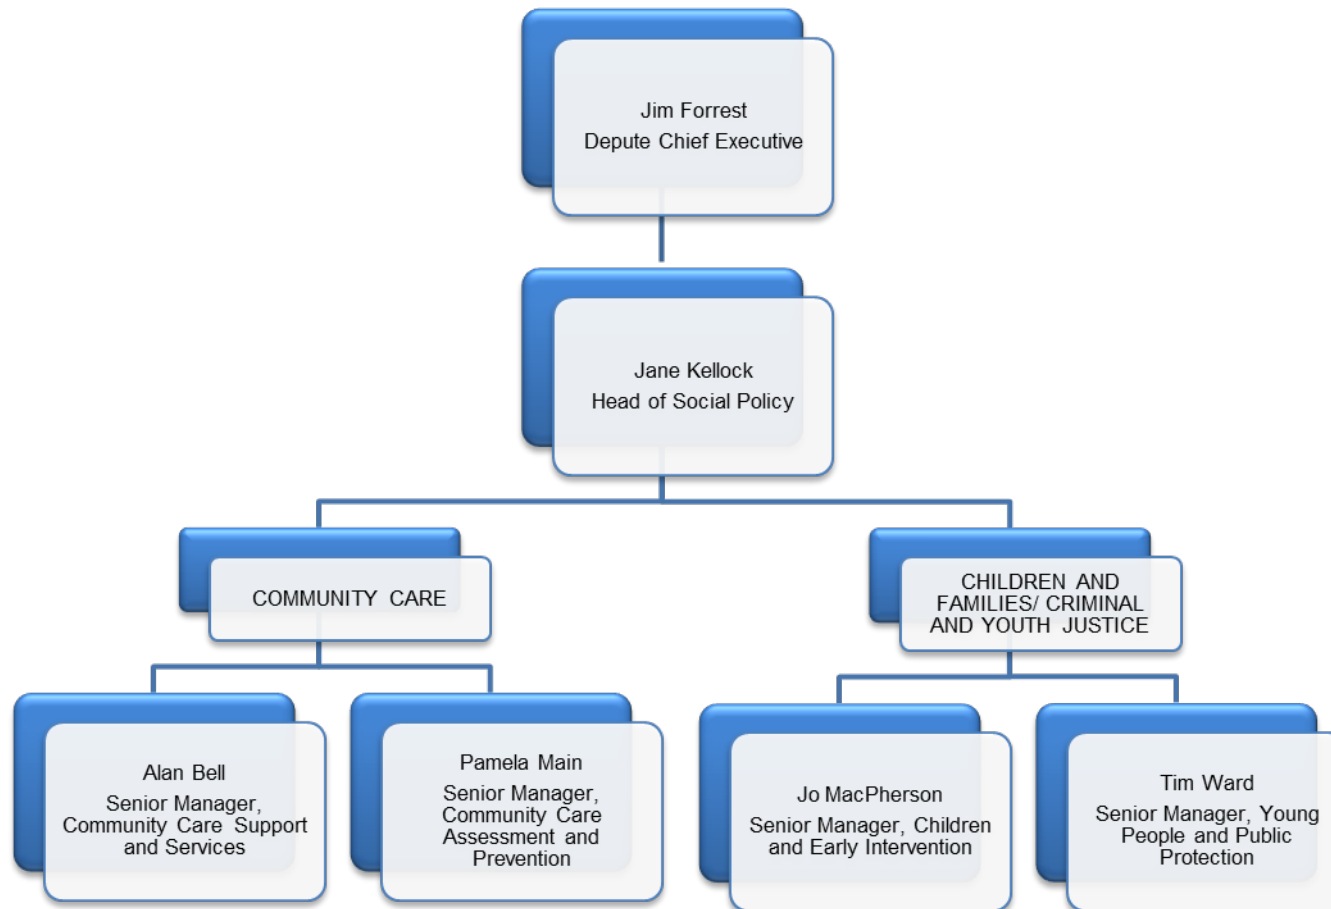 Jim Forrest
Depute Chief Executive
Jane Kellock
Head of Social Policy
COMMUNITY CARE
CHILDREN AND
FAMILIES/ CRIMINAL
AND YOUTH JUSTICE
Alan Bell
Senior Manager,
Community Care Support
and Services
Pamela Main
Senior Manager,
Community Care
Assessment and
Prevention
Jo MacPherson
Senior Manager, Children
and Early Intervention
Tim Ward
Senior Manager, Young
People and Public
Protection